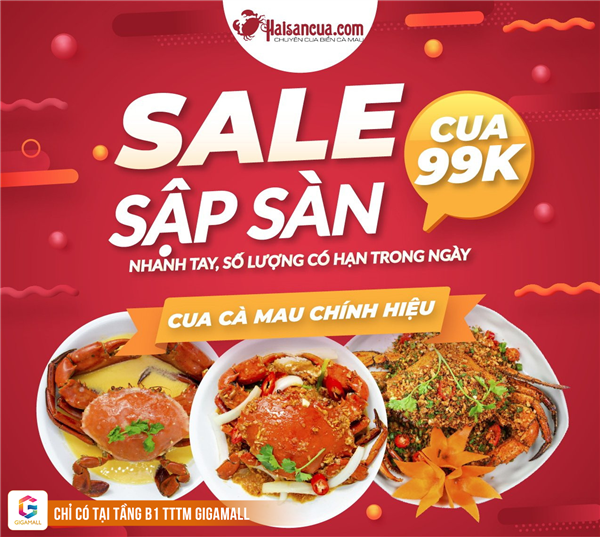 Haisancua.com
CHUYÊN CUA BIỂN CÀ MAU
SALE
SẬP SÀN
CUA
99K
NHANH TAY, SỐ LƯỢNG CÓ HẠN TRONG NGÀY
CUA CÀ MAU CHÍNH HIỆU
GIGAMALL
CHỈ CÓ TẠI TẦNG B1 TTTM GIGAMALL